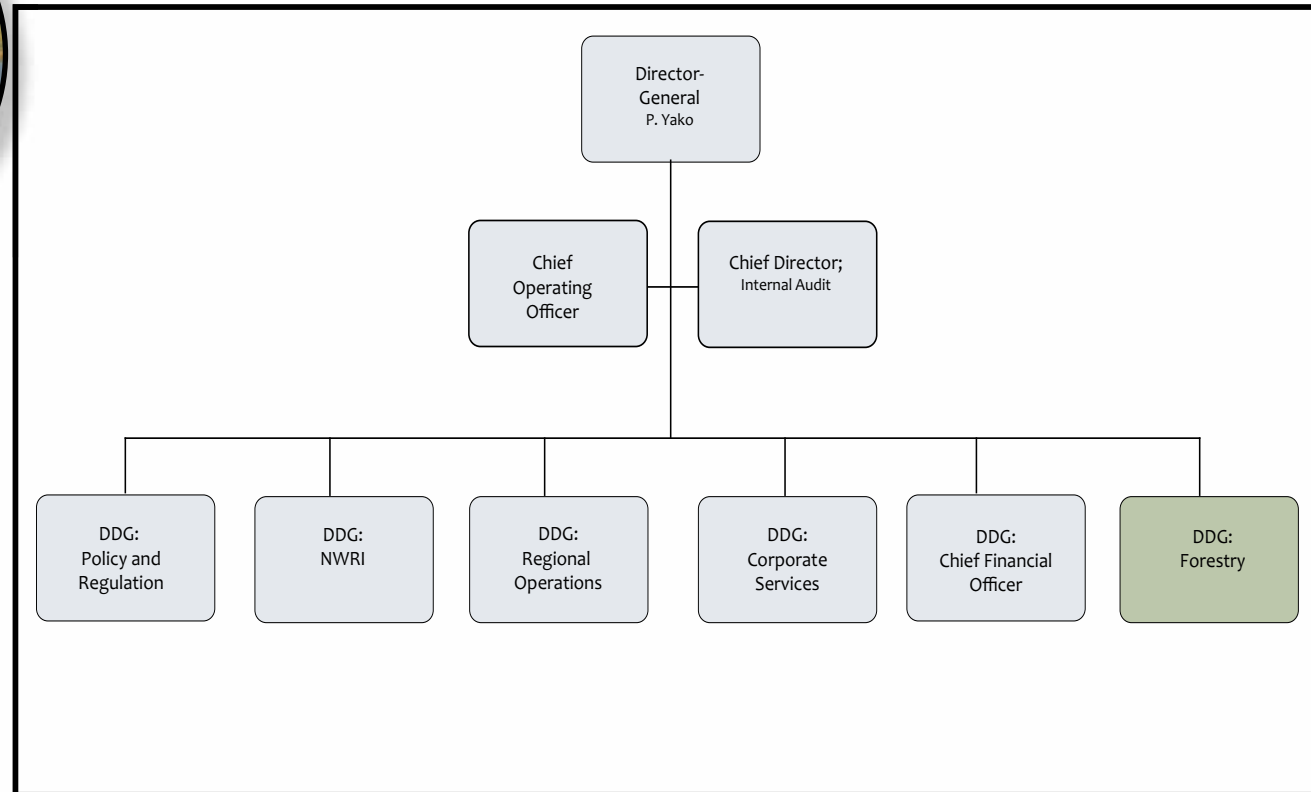 Director-
General
P. Yako
Chief
Operating
Officer
Chief Director;
Internal Audit
DDG:
Policy and
Regulation
DDG:
NWRI
DDG:
Regional
Operations
DDG:
Corporate
Services
DDG:
Chief Financial
Officer
DDG:
Forestry